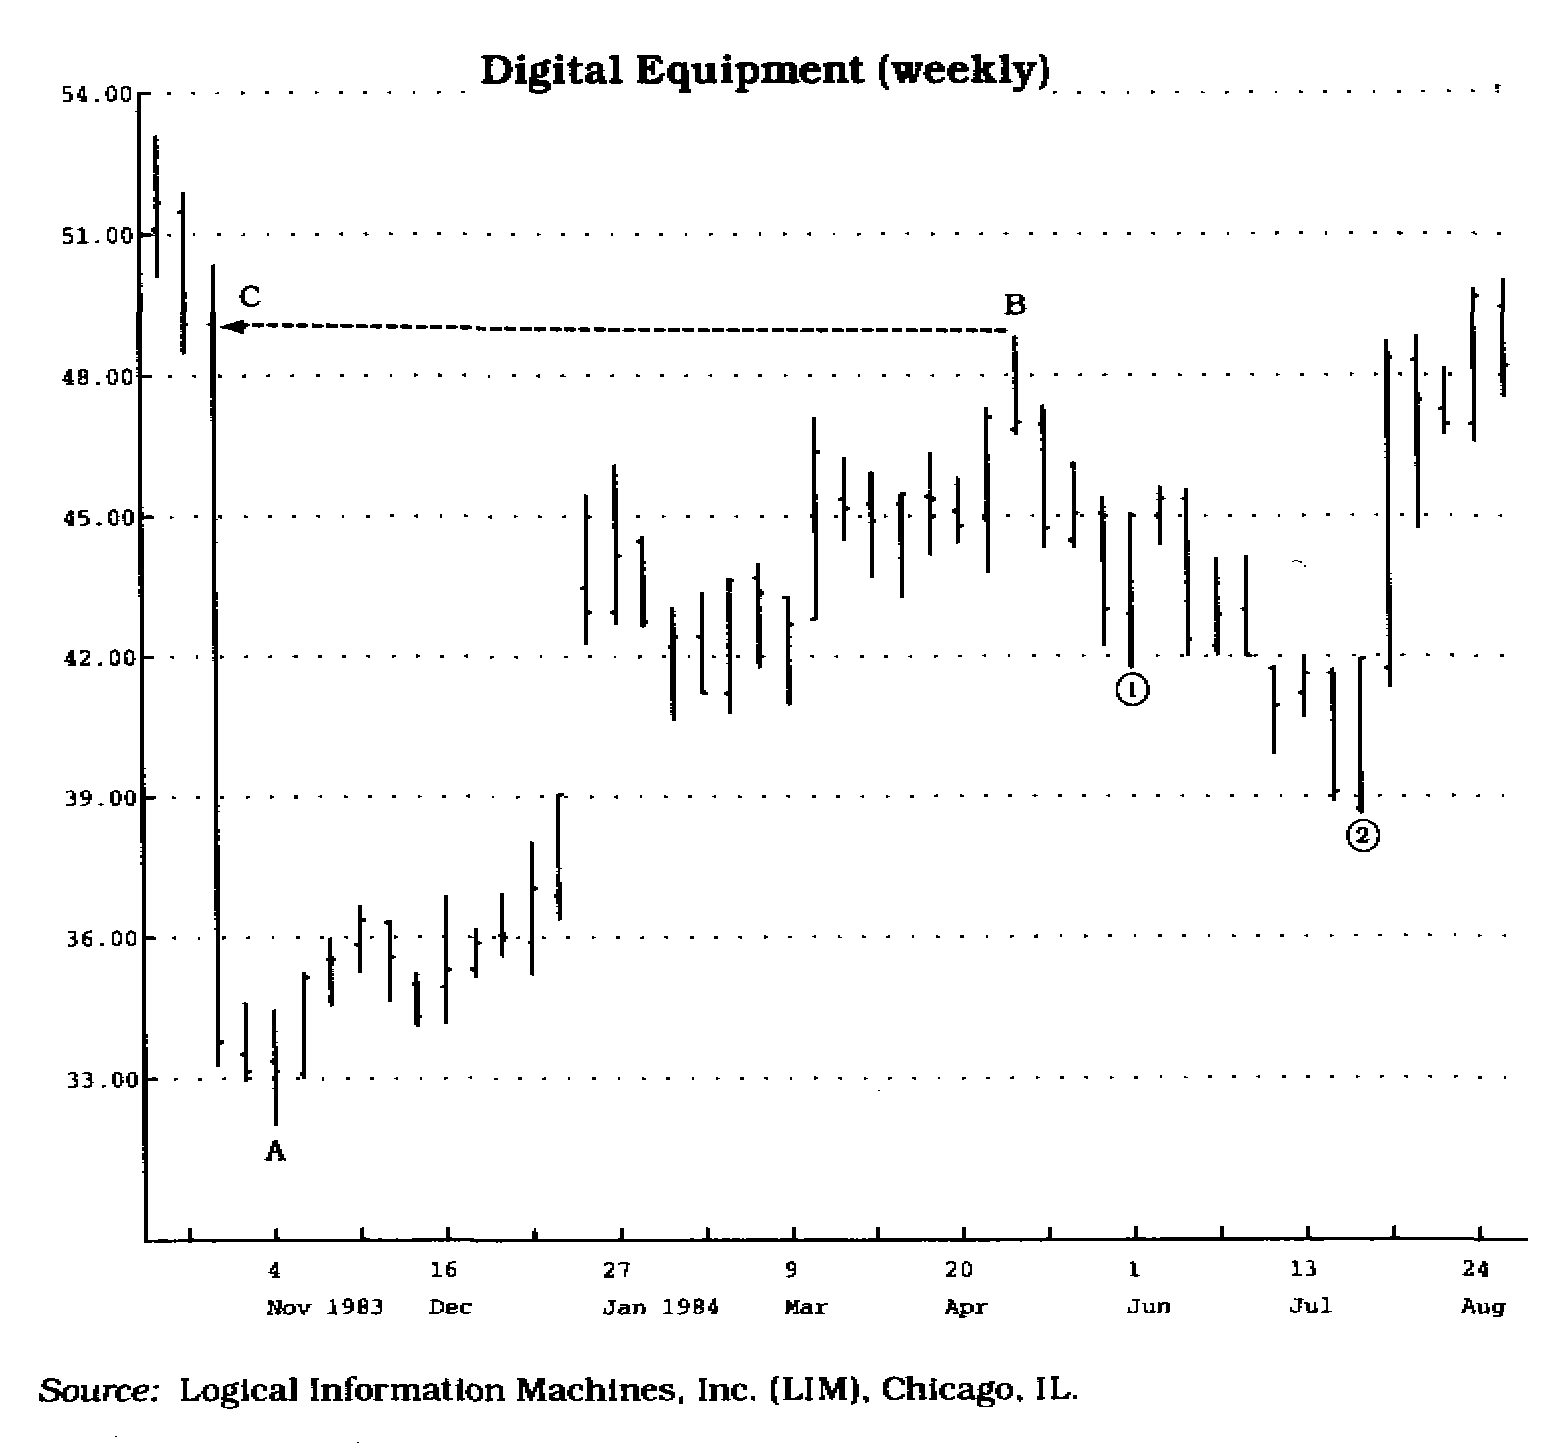 Digital Equipment (weekly)
54.00
51.00
C
B
48.00
45.00
42.00
1
39.00
2
36.00
33.00
A
4 16 27 9 20 1 13 24
Nov 1983 Dec Jan 1984 Mar Apr Jun Jul Aug
Source: Logical Information Machines, Inc. (LIM), Chicago, IL.